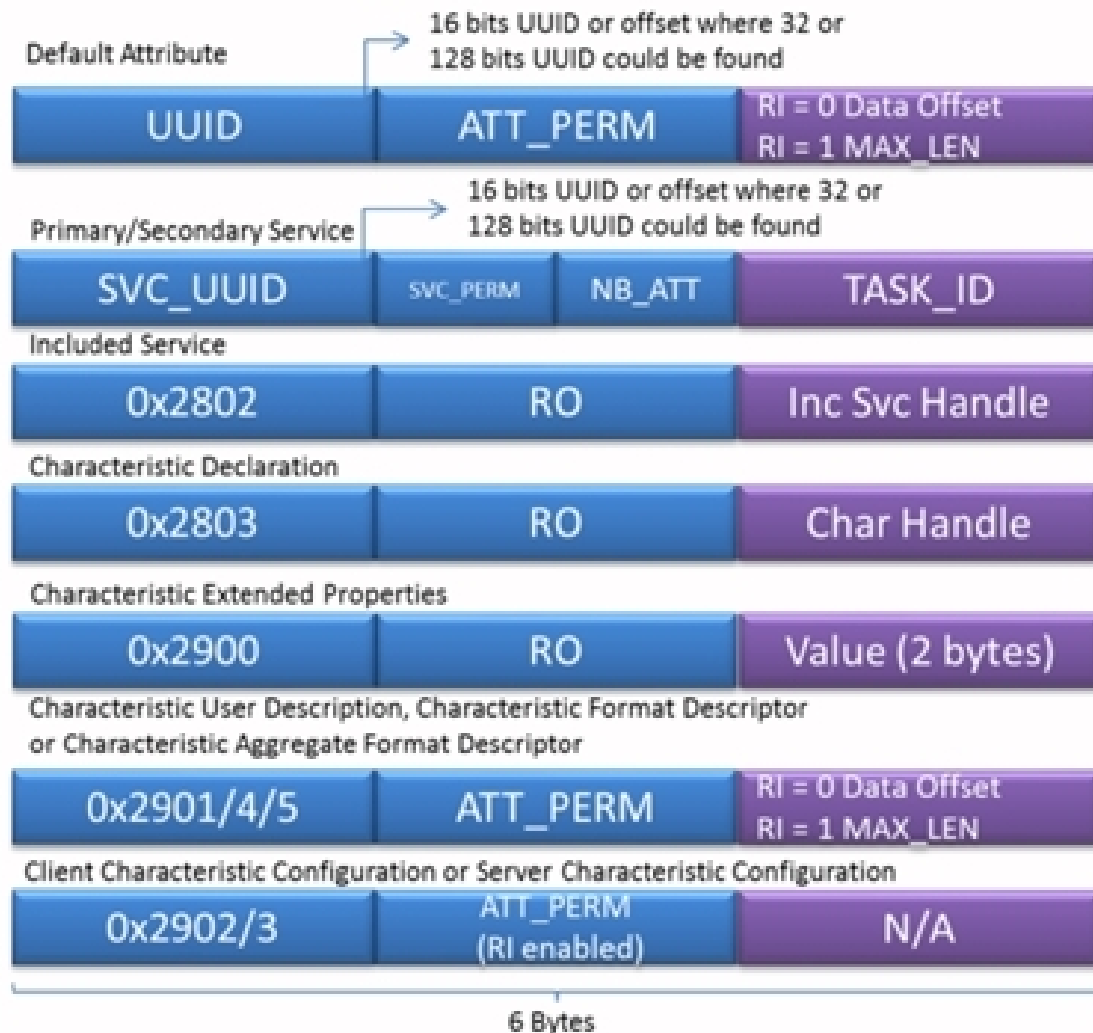 Default Attribute
16 bits UUID or offset where 32 or
128 bits UUID could be found
UUID
ATT_PERM
RI = 0 Data Offset
RI = 1 MAX_LEN
Primary/Secondary Service
16 bits UUID or offset where 32 or
128 bits UUID could be found
SVC_UUID
SVC_PERM
NB_ATT
TASK_ID
Included Service
0x2802
RO
Inc Svc Handle
Characteristic Declaration
0x2803
RO
Char Handle
Characteristic Extended Properties
0x2900
RO
Value (2 bytes)
Characteristic User Description, Characteristic Format Descriptor
or Characteristic Aggregate Format Descriptor
0x2901/4/5
ATT_PERM
RI = 0 Data Offset
RI = 1 MAX_LEN
Client Characteristic Configuration or Server Characteristic Configuration
0x2902/3
ATT_PERM
(RI enabled)
N/A
6 Bytes